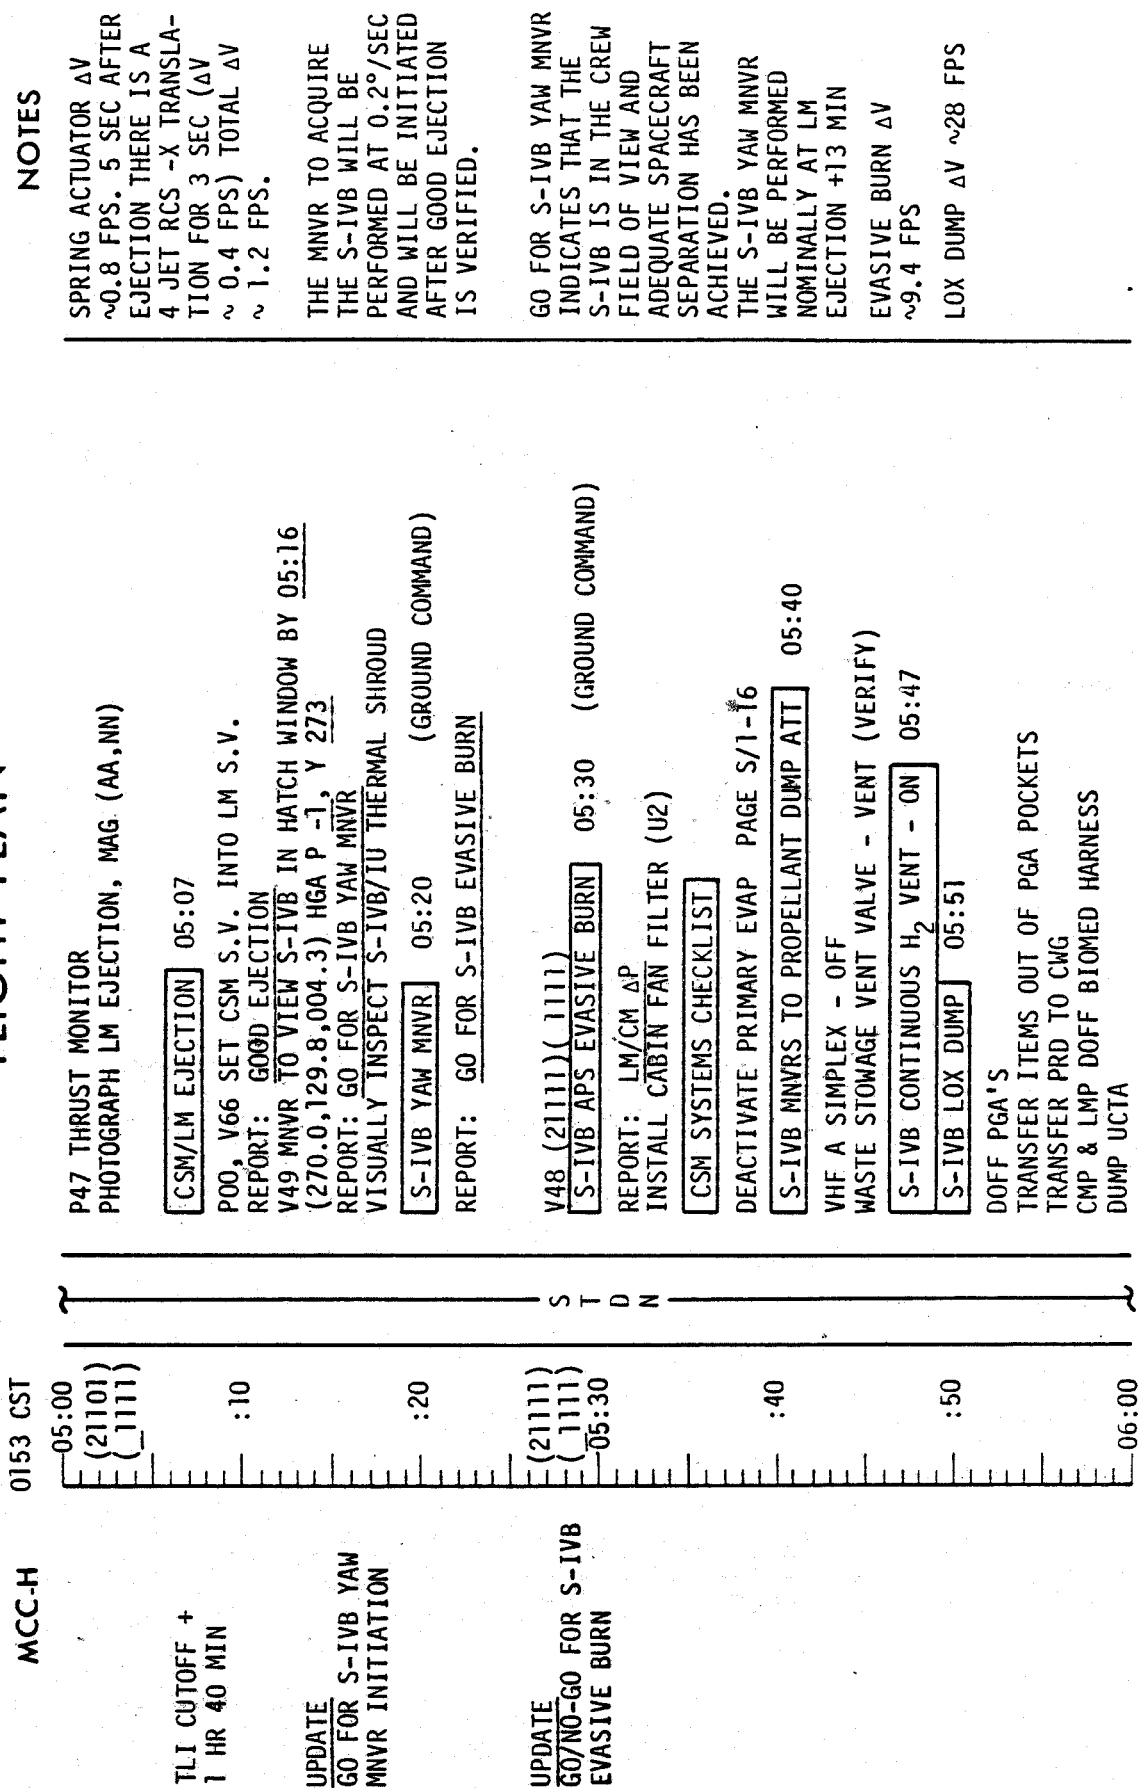 FLIGHT PLAN
MCC-H
0153 CST
NOTES
TLI CUTOFF +
1 HR 40 MIN
UPDATE
GO FOR S-IVB YAW
MNVR INITIATION
UPDATE
GO/NO-GO FOR S-IVB
EVASIVE BURN
05:00
(21101)
(_1111)
:10
:20
(21111)
(_1111)
05:30
:40
:50
06:00
S
T
D
N
P47 THRUST MONITOR
PHOTOGRAPH LM EJECTION, MAG (AA,NN)
CSM/LM EJECTION 05:07
P00, V66 SET CSM S.V. INTO LM S.V.
REPORT: GOOD EJECTION
V49 MNVR TO VIEW S-IVB IN HATCH WINDOW BY 05:16
(270.0,129.8,004.3) HGA P -1, Y 273
REPORT: GO FOR S-IVB YAW MNVR
VISUALLY INSPECT S-IVB/IU THERMAL SHROUD
S-IVB YAW MNVR 05:20 (GROUND COMMAND)
REPORT: GO FOR S-IVB EVASIVE BURN
V48 (21111)(_1111)
S-IVB APS EVASIVE BURN 05:30 (GROUND COMMAND)
REPORT: LM/CM ΔP
INSTALL CABIN FAN FILTER (U2)
CSM SYSTEMS CHECKLIST
DEACTIVATE PRIMARY EVAP PAGE S/1-16
S-IVB MNVRS TO PROPELLANT DUMP ATT 05:40
VHF A SIMPLEX - OFF
WASTE STOWAGE VENT VALVE - VENT (VERIFY)
S-IVB CONTINUOUS H2 VENT - ON 05:47
S-IVB LOX DUMP 05:51
DOFF PGA'S
TRANSFER ITEMS OUT OF PGA POCKETS
TRANSFER PRD TO CWG
CMP & LMP DOFF BIOMED HARNESS
DUMP UCTA
SPRING ACTUATOR ΔV
~0.8 FPS. 5 SEC AFTER
EJECTION THERE IS A
4 JET RCS -X TRANSLA-
TION FOR 3 SEC (ΔV
~ 0.4 FPS) TOTAL ΔV
~ 1.2 FPS.
THE MNVR TO ACQUIRE
THE S-IVB WILL BE
PERFORMED AT 0.2°/SEC
AND WILL BE INITIATED
AFTER GOOD EJECTION
IS VERIFIED.
GO FOR S-IVB YAW MNVR
INDICATES THAT THE
S-IVB IS IN THE CREW
FIELD OF VIEW AND
ADEQUATE SPACECRAFT
SEPARATION HAS BEEN
ACHIEVED.
THE S-IVB YAW MNVR
WILL BE PERFORMED
NOMINALLY AT LM
EJECTION +13 MIN
EVASIVE BURN ΔV
~9.4 FPS
LOX DUMP ΔV ~28 FPS